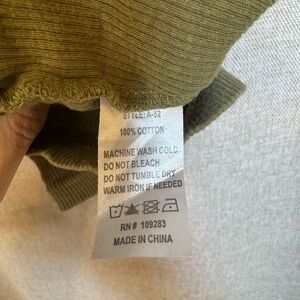 STYLE: A-52
100% COTTON
MACHINE WASH COLD
DO NOT BLEACH
DO NOT TUMBLE DRY
WARM IRON IF NEEDED
RN# 109283
MADE IN CHINA